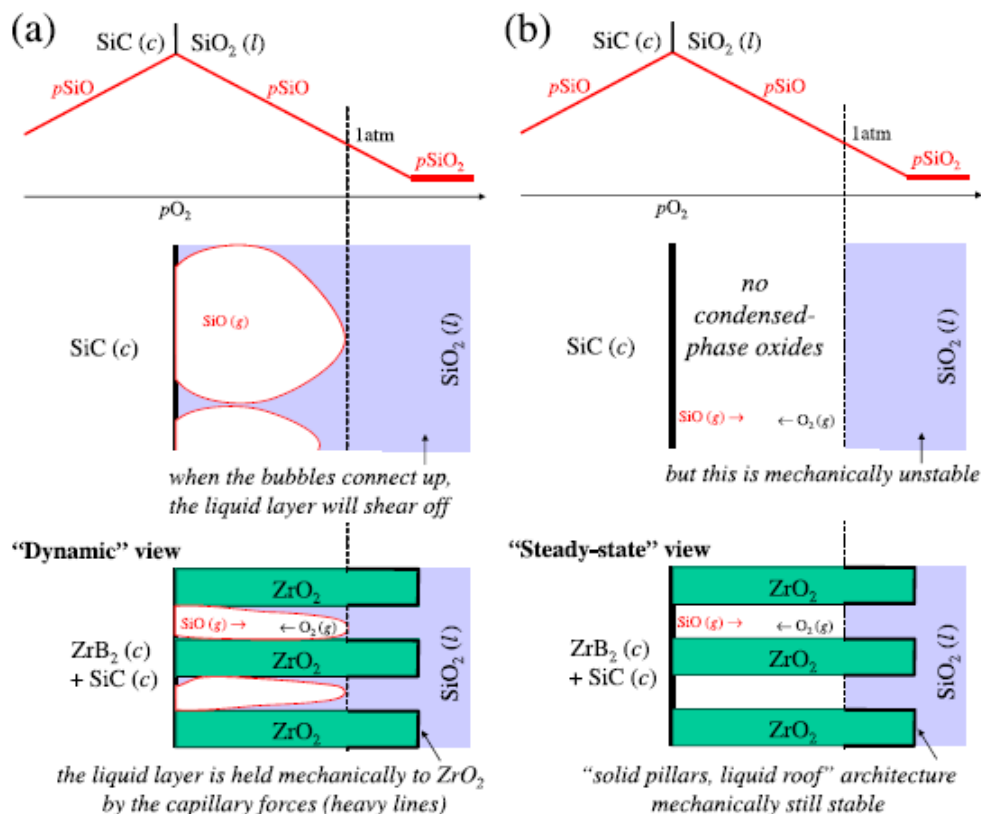 (a)
SiC (c)
SiO₂ (l)
pSiO
pSiO
1atm
pSiO₂
pO₂
SiC (c)
SiO (g)
SiO₂ (l)
when the bubbles connect up,
the liquid layer will shear off
“Dynamic” view
ZrB₂ (c)
+ SiC (c)
ZrO₂
SiO (g) →
← O₂ (g)
ZrO₂
ZrO₂
SiO₂ (l)
the liquid layer is held mechanically to ZrO₂
by the capillary forces (heavy lines)
(b)
SiC (c)
SiO₂ (l)
pSiO
pSiO
1atm
pSiO₂
pO₂
SiC (c)
no
condensed-
phase oxides
SiO (g) →
← O₂ (g)
SiO₂ (l)
but this is mechanically unstable
“Steady-state” view
ZrB₂ (c)
+ SiC (c)
ZrO₂
SiO (g) →
← O₂ (g)
ZrO₂
ZrO₂
SiO₂ (l)
“solid pillars, liquid roof” architecture
mechanically still stable